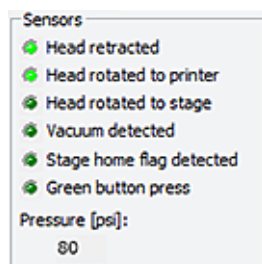 Sensors
Head retracted
Head rotated to printer
Head rotated to stage
Vacuum detected
Stage home flag detected
Green button press
Pressure [psi]:
80